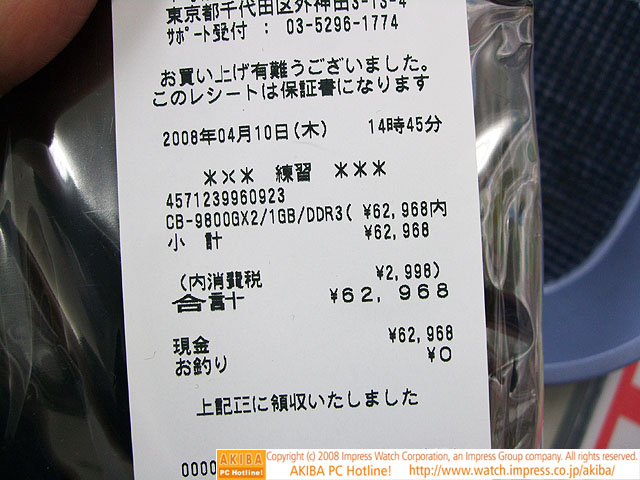 東京都千代田区外神田3-13-4
サポート受付 : 03-5296-1774
お買い上げ有難うございました。
このレシートは保証書になります
2008年04月10日(木) 14時45分
*** 練習 ***
4571239960923
CB-9800GX2/1GB/DDR3( ¥62,968内
小 計 ¥62,968
(内消費税 ¥2,998)
合計 ¥62,968
現金 ¥62,968
お釣り ¥0
上記正に領収いたしました
0000
AKIBA PC Hotline! Copyright (c) 2008 Impress Watch Corporation, an Impress Group company. All rights reserved.
AKIBA PC Hotline! http://www.watch.impress.co.jp/akiba/